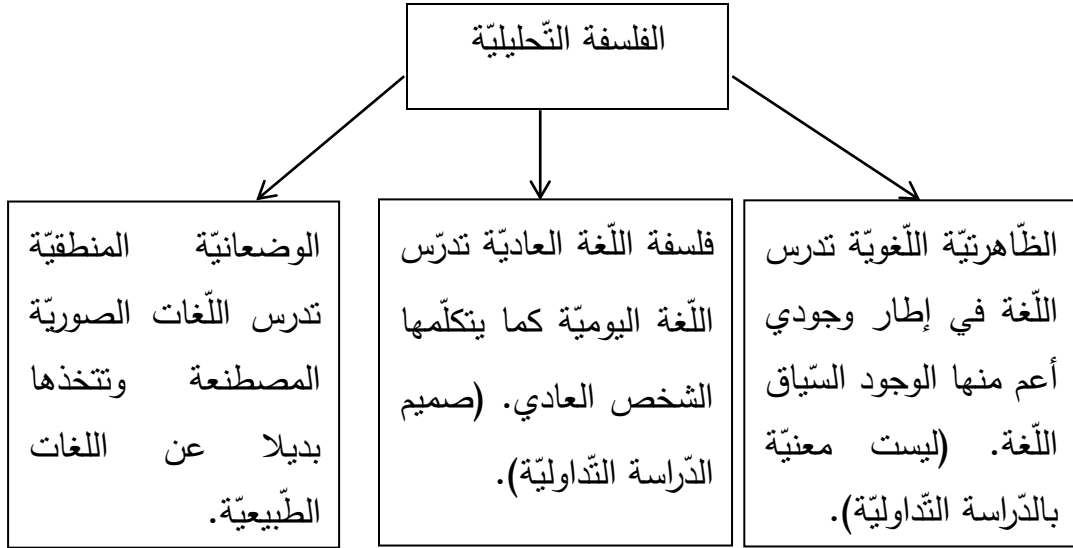 الفلسفة التّحليليّة
الظّاهرتيّة اللّغويّة تدرس
اللّغة في إطار وجودي
أعم منها الوجود السّياق
اللّغة. (ليست معنيّة
بالدّراسة التّداوليّة).
فلسفة اللّغة العاديّة تدرّس
اللّغة اليوميّة كما يتكلّمها
الشخص العادي. (صميم
الدّراسة التّداوليّة).
الوضعانيّة المنطقيّة
تدرس اللّغات الصوريّة
المصطنعة وتتخذها
بديلا عن اللغات
الطّبيعيّة.